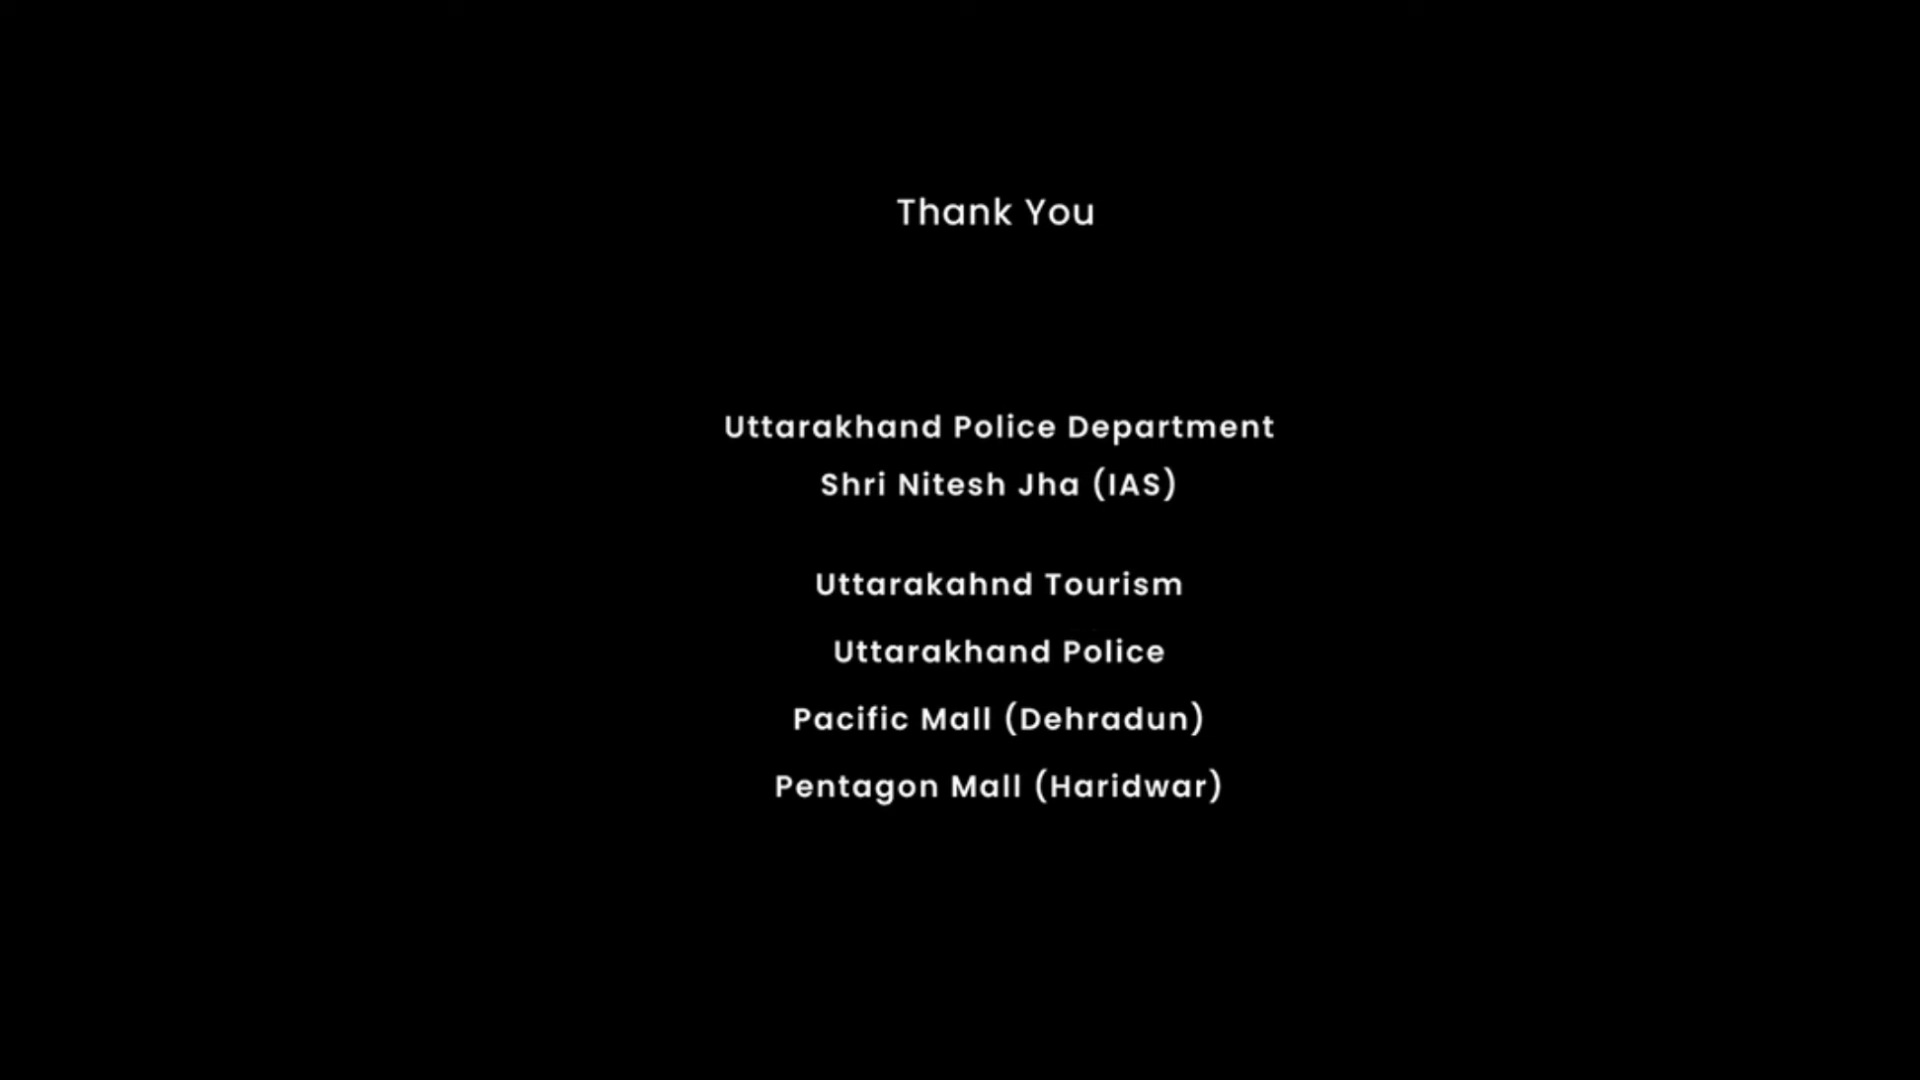 Thank You
Uttarakhand Police Department
Shri Nitesh Jha (IAS)
Uttarakahnd Tourism
Uttarakhand Police
Pacific Mall (Dehradun)
Pentagon Mall (Haridwar)